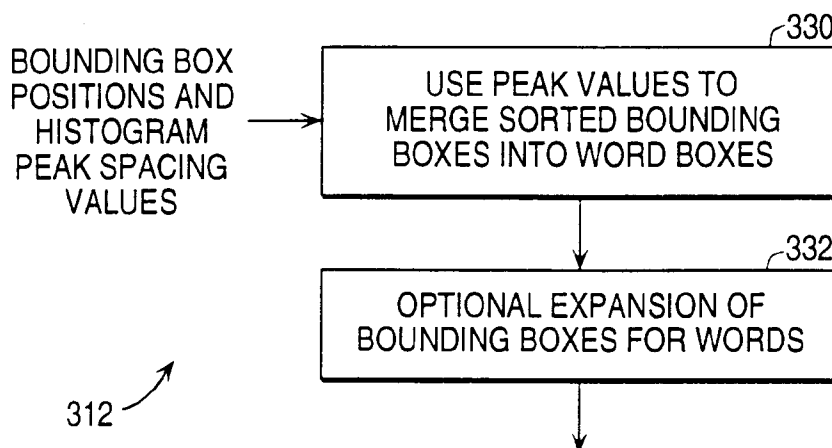 330
BOUNDING BOX
POSITIONS AND
HISTOGRAM
PEAK SPACING
VALUES
USE PEAK VALUES TO
MERGE SORTED BOUNDING
BOXES INTO WORD BOXES
332
OPTIONAL EXPANSION OF
BOUNDING BOXES FOR WORDS
312